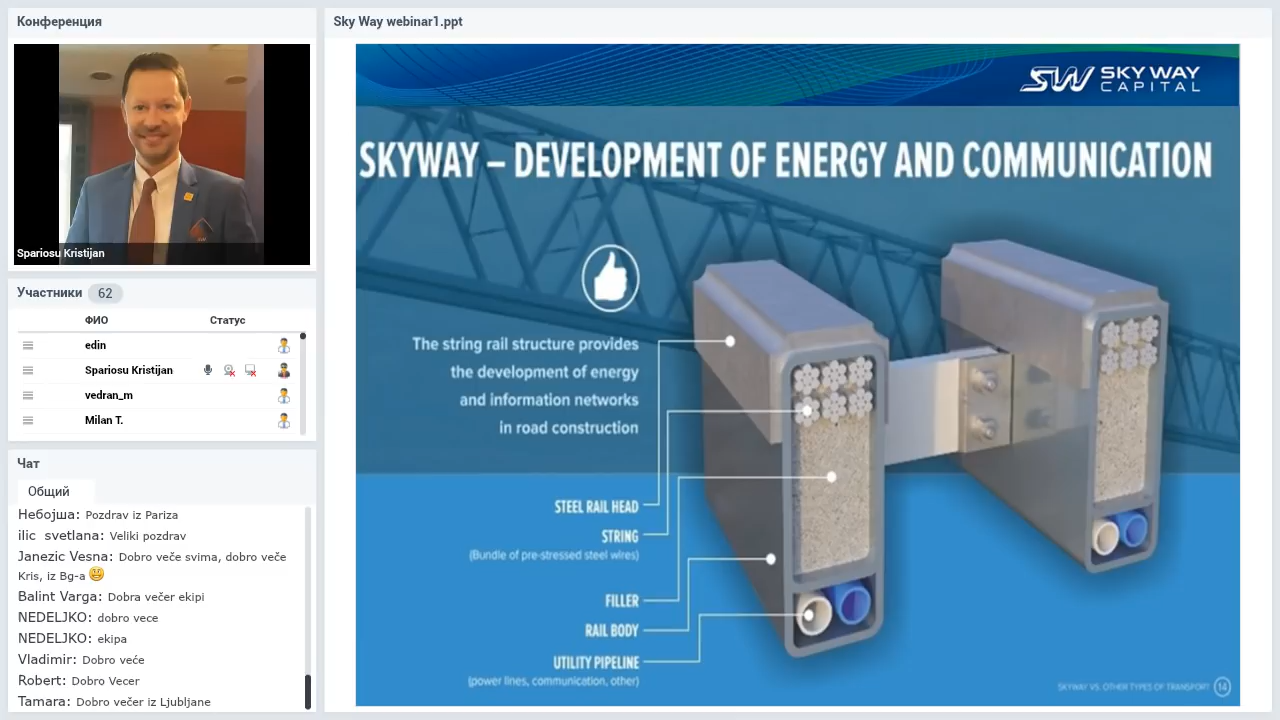 Конференция
Spariosu Kristijan
Участники 62
ФИО Статус
edin
Spariosu Kristijan
vedran_m
Milan T.
Чат
Общий
Небојша: Pozdrav iz Pariza
ilic svetlana: Veliki pozdrav
Janezic Vesna: Dobro veče svima, dobro veče
Kris, iz Bg-a
Balint Varga: Dobra večer ekipi
NEDELJKO: dobro vece
NEDELJKO: ekipa
Vladimir: Dobro veće
Robert: Dobro Vecer
Tamara: Dobro večer iz Ljubljane
Sky Way webinar1.ppt
SW SKY WAY
CAPITAL
SKYWAY – DEVELOPMENT OF ENERGY AND COMMUNICATION
The string rail structure provides
the development of energy
and information networks
in road construction
STEEL RAIL HEAD
STRING
(Bundle of pre-stressed steel wires)
FILLER
RAIL BODY
UTILITY PIPELINE
(power lines, communication, other)
SKYWAY VS. OTHER TYPES OF TRANSPORT 14